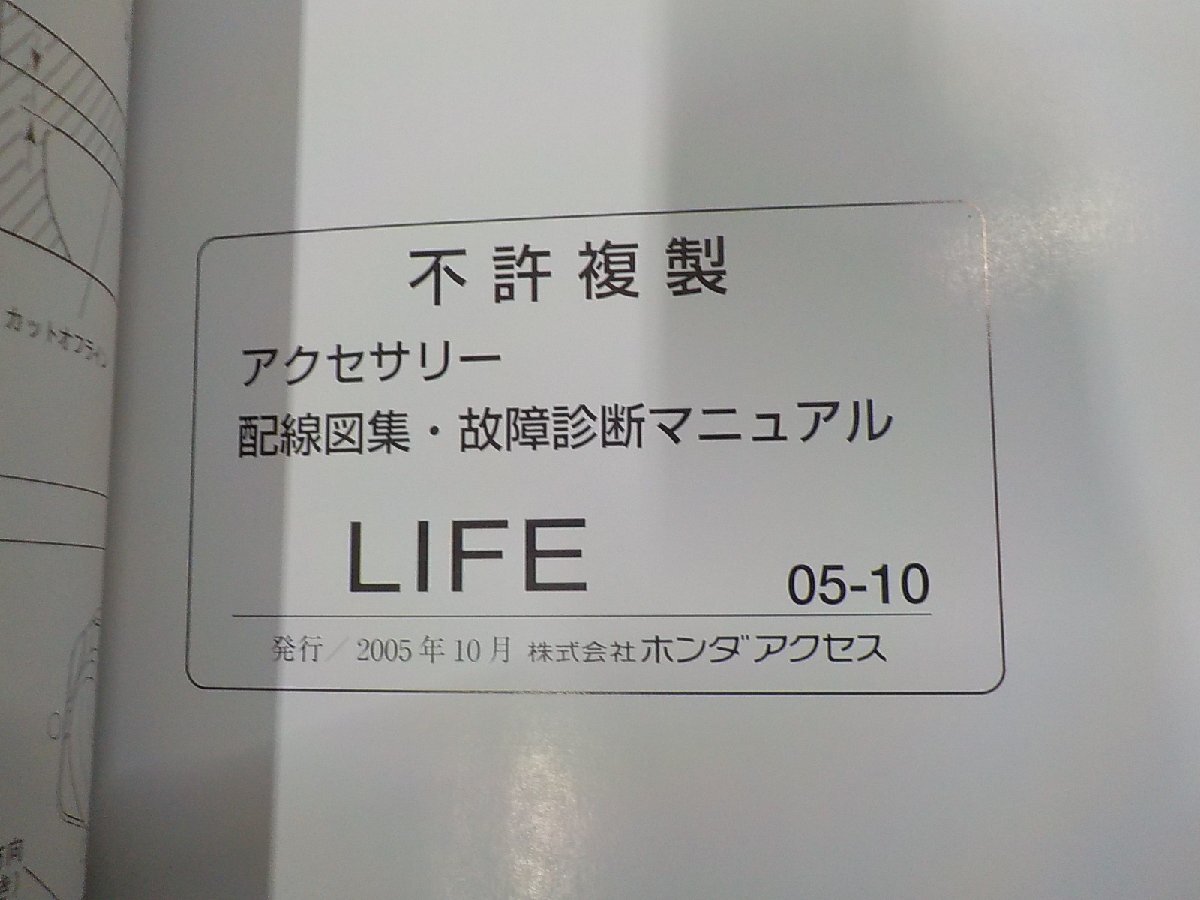 カットオフライン
不許複製
アクセサリー
配線図集・故障診断マニュアル
LIFE
05-10
発行／2005年10月 株式会社ホンダアクセス